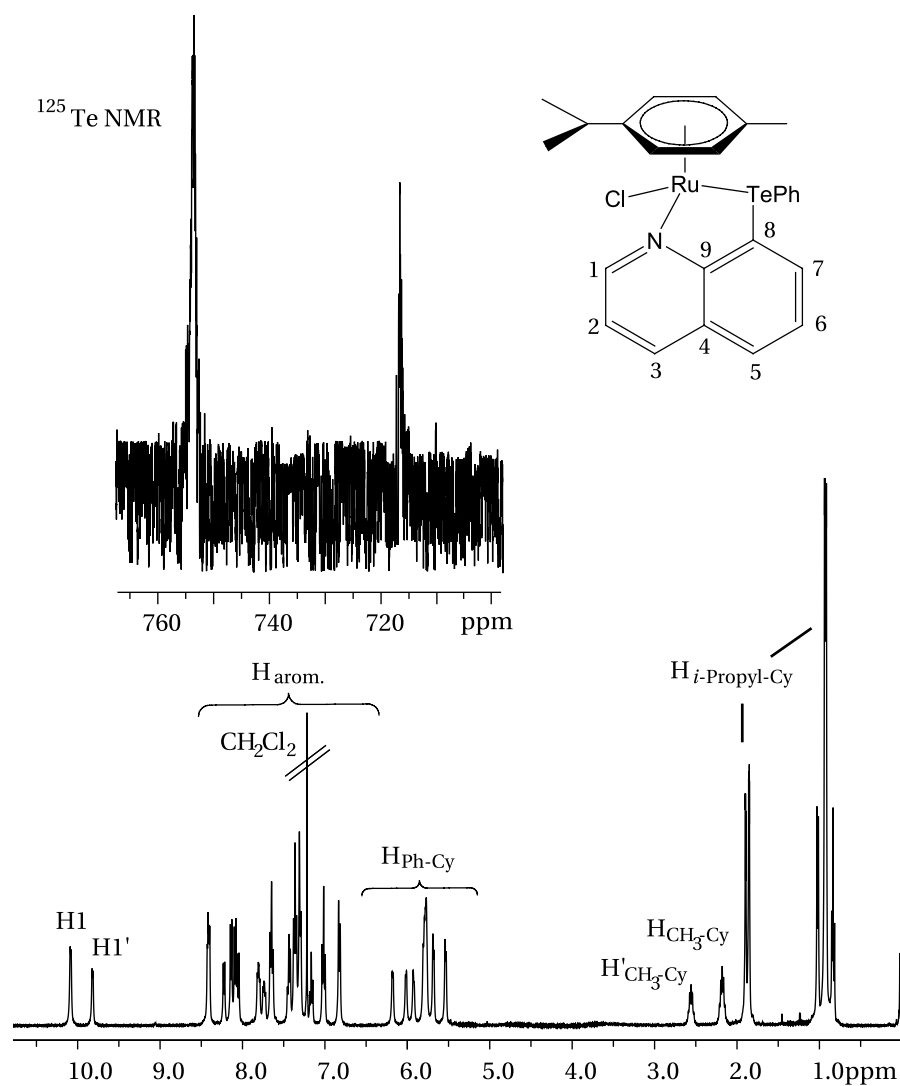 125Te NMR
Cl
Ru
TePh
N
9
8
1
7
2
6
4
3
5
760
740
720
ppm
H arom.
CH2Cl2
H i-Propyl-Cy
HPh-Cy
H1
H1'
HCH3-Cy
H'CH3-Cy
10.0 9.0 8.0 7.0 6.0 5.0 4.0 3.0 2.0 1.0ppm